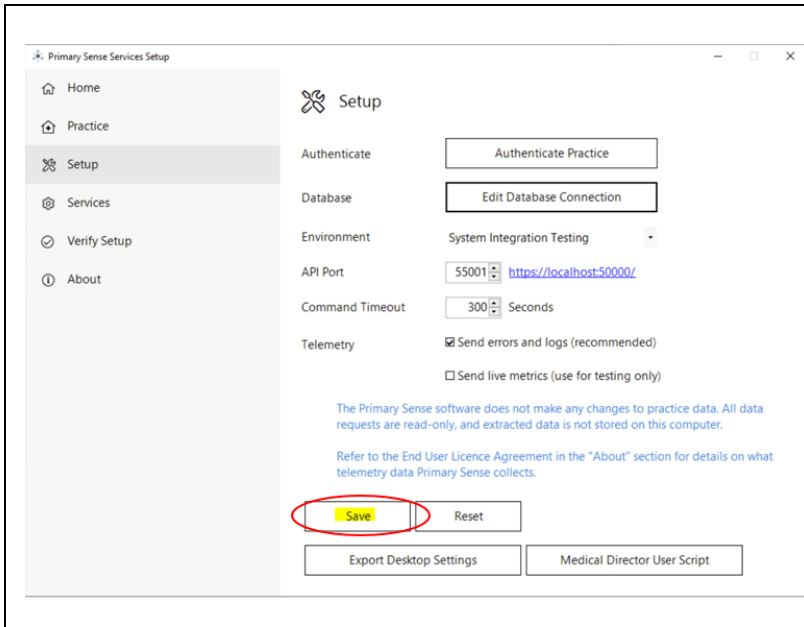 Primary Sense Services Setup
Home
Practice
Setup
Services
Verify Setup
About
Setup
Authenticate Authenticate Practice
Database Edit Database Connection
Environment System Integration Testing
API Port 55001 https://localhost:50000/
Command Timeout 300 Seconds
Telemetry Send errors and logs (recommended)
Send live metrics (use for testing only)
The Primary Sense software does not make any changes to practice data. All data
requests are read-only, and extracted data is not stored on this computer.
Refer to the End User Licence Agreement in the "About" section for details on what
telemetry data Primary Sense collects.
Save Reset
Export Desktop Settings Medical Director User Script